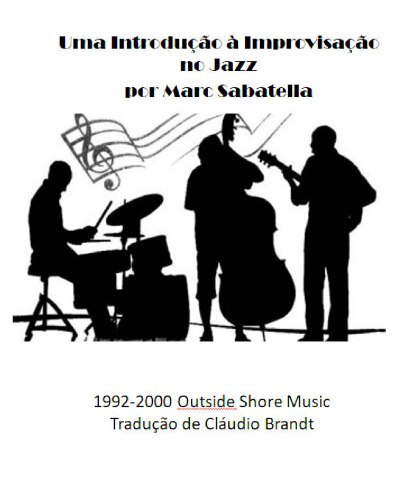 Uma Introdução à Improvisação
no Jazz
por Marc Sabatella
1992-2000 Outside Shore Music
Tradução de Cláudio Brandt